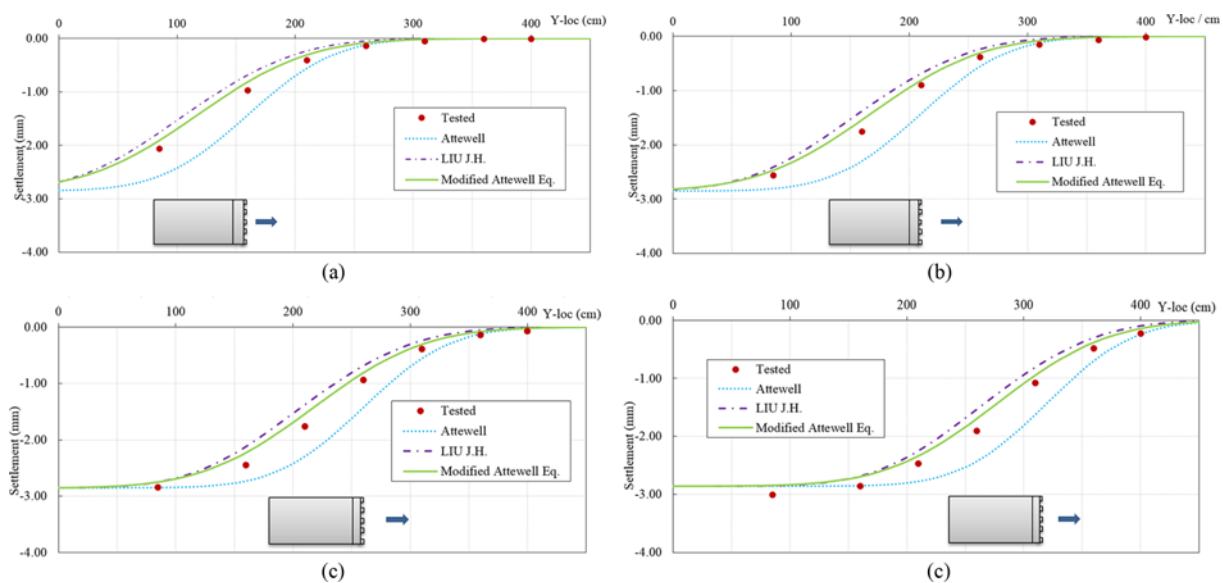 0 100 200 300 400 Y-loc (cm)
0.00
-1.00
-2.00
-3.00
-4.00
Settlement (mm)
Tested
Attewell
LIU J.H.
Modified Attewell Eq.
(a)
0 100 200 300 400 Y-loc / cm
0.00
-1.00
-2.00
-3.00
-4.00
Settlement (mm)
Tested
Attewell
LIU J.H.
Modified Attewell Eq.
(b)
0 100 200 300 400 Y-loc (cm)
0.00
-1.00
-2.00
-3.00
-4.00
Settlement (mm)
Tested
Attewell
LIU J.H.
Modified Attewell Eq.
(c)
0 100 200 300 400 Y-loc (cm)
0.00
-1.00
-2.00
-3.00
-4.00
Settlement (mm)
Tested
Attewell
LIU J.H.
Modified Attewell Eq.
(c)